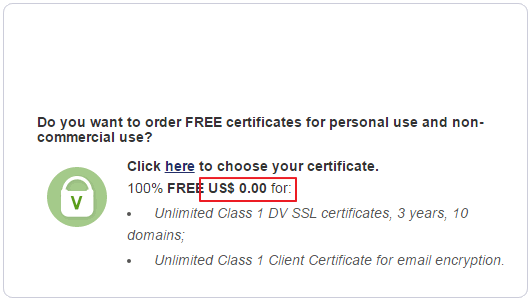 Do you want to order FREE certificates for personal use and non-
commercial use?
Click here to choose your certificate.
100% FREE US$ 0.00 for:
• Unlimited Class 1 DV SSL certificates, 3 years, 10
domains;
• Unlimited Class 1 Client Certificate for email encryption.
V